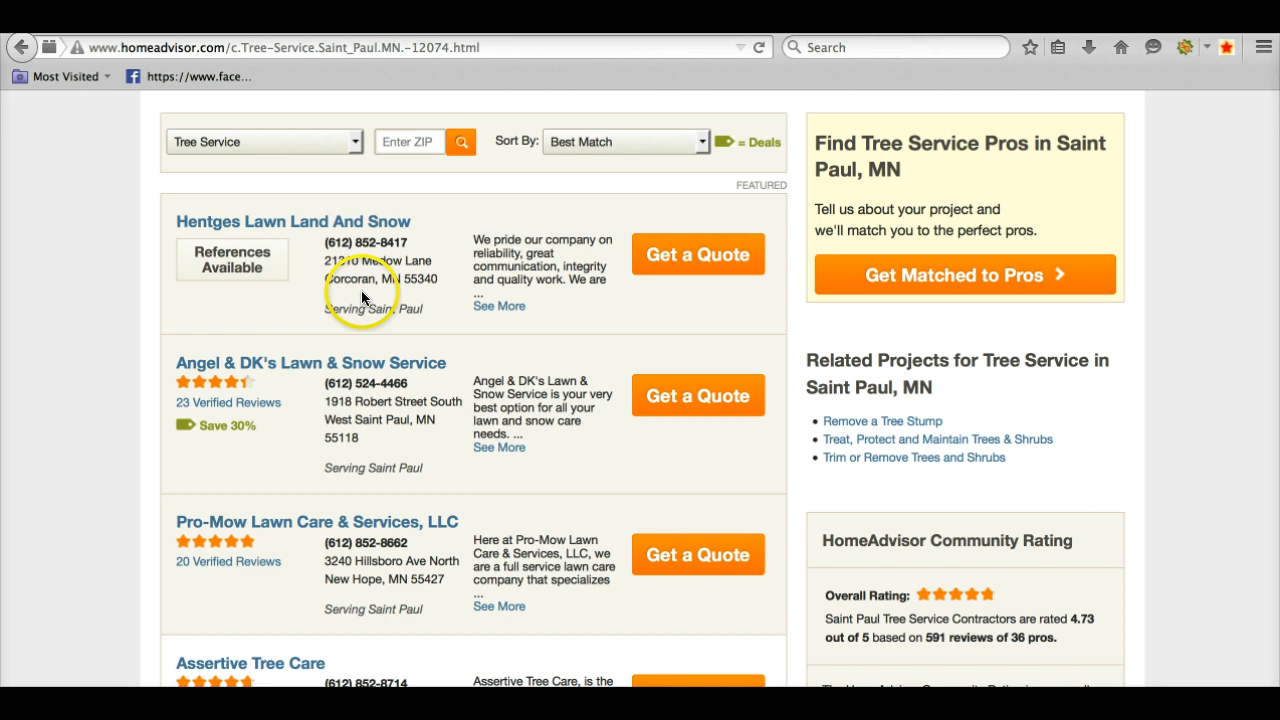 www.homeadvisor.com/c.Tree-Service.Saint_Paul.MN.-12074.html
Search
Most Visited
https://www.face...
Tree Service
Enter ZIP
Sort By:
Best Match
= Deals
FEATURED
Hentges Lawn Land And Snow
References
Available
(612) 852-8417
21310 Medow Lane
Corcoran, MN 55340
Serving Saint Paul
We pride our company on
reliability, great
communication, integrity
and quality work. We are
...
See More
Get a Quote
Angel & DK's Lawn & Snow Service
23 Verified Reviews
Save 30%
(612) 524-4466
1918 Robert Street South
West Saint Paul, MN
55118
Serving Saint Paul
Angel & DK's Lawn &
Snow Service is your very
best option for all your
lawn and snow care
needs. ...
See More
Get a Quote
Pro-Mow Lawn Care & Services, LLC
20 Verified Reviews
(612) 852-8662
3240 Hillsboro Ave North
New Hope, MN 55427
Serving Saint Paul
Here at Pro-Mow Lawn
Care & Services, LLC, we
are a full service lawn care
company that specializes
...
See More
Get a Quote
Assertive Tree Care
(612) 852-8714
Assertive Tree Care, is the
Find Tree Service Pros in Saint
Paul, MN
Tell us about your project and
we'll match you to the perfect pros.
Get Matched to Pros
Related Projects for Tree Service in
Saint Paul, MN
• Remove a Tree Stump
• Treat, Protect and Maintain Trees & Shrubs
• Trim or Remove Trees and Shrubs
HomeAdvisor Community Rating
Overall Rating:
Saint Paul Tree Service Contractors are rated 4.73
out of 5 based on 591 reviews of 36 pros.